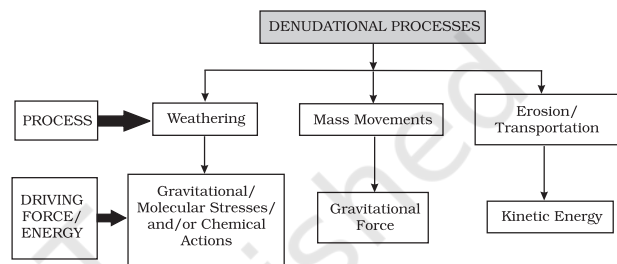 DENUDATIONAL PROCESSES
PROCESS
Weathering
Mass Movements
Erosion/
Transportation
DRIVING
FORCE/
ENERGY
Gravitational/
Molecular Stresses/
and/or Chemical
Actions
Gravitational
Force
Kinetic Energy